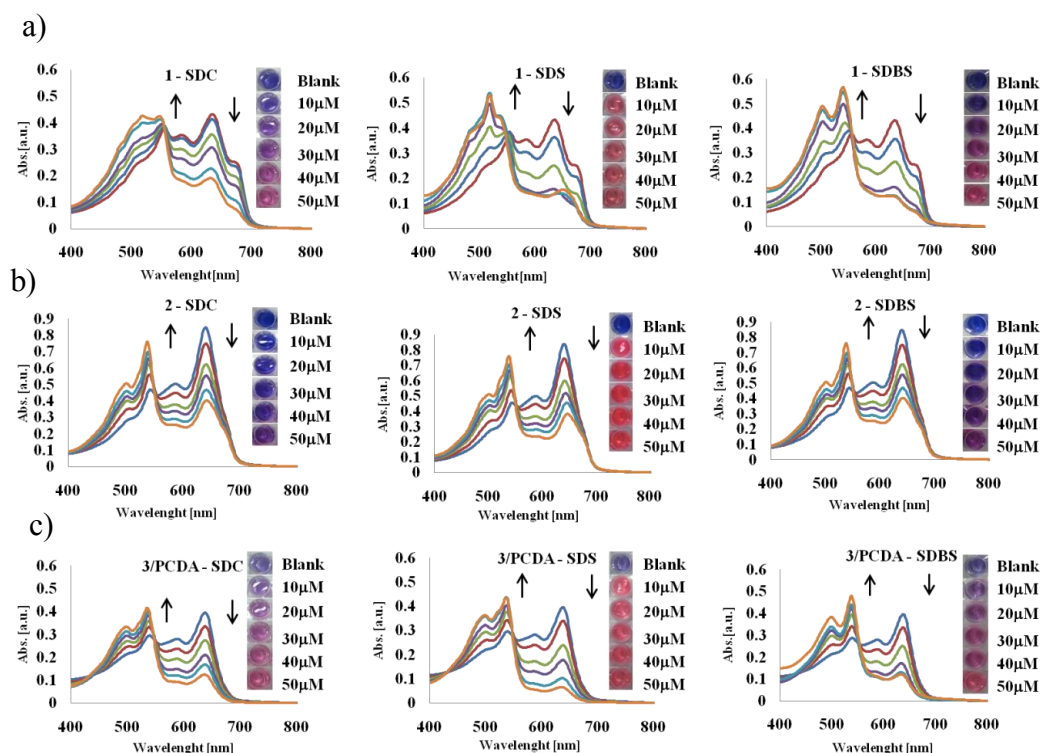 a)
1 - SDC
Abs.[a.u.]
0.6
0.5
0.4
0.3
0.2
0.1
0
400 500 600 700 800
Wavelenght[nm]
Blank
10µM
20µM
30µM
40µM
50µM
1 - SDS
Abs.[a.u.]
0.6
0.5
0.4
0.3
0.2
0.1
0
400 500 600 700 800
Wavelenght[nm]
Blank
10µM
20µM
30µM
40µM
50µM
1 - SDBS
Abs.[a.u.]
0.6
0.5
0.4
0.3
0.2
0.1
0
400 500 600 700 800
Wavelenght[nm]
Blank
10µM
20µM
30µM
40µM
50µM
b)
2 - SDC
Abs.[a.u.]
0.9
0.8
0.7
0.6
0.5
0.4
0.3
0.2
0.1
0
400 500 600 700 800
Wavelenght[nm]
Blank
10µM
20µM
30µM
40µM
50µM
2 - SDS
Abs. [a.u.]
0.9
0.8
0.7
0.6
0.5
0.4
0.3
0.2
0.1
0
400 500 600 700 800
Wavelenght [nm]
Blank
10µM
20µM
30µM
40µM
50µM
2 - SDBS
Abs.[a.u.]
0.9
0.8
0.7
0.6
0.5
0.4
0.3
0.2
0.1
0
400 500 600 700 800
Wavelenght [nm]
Blank
10µM
20µM
30µM
40µM
50µM
c)
3/PCDA - SDC
Abs. [a.u.]
0.6
0.5
0.4
0.3
0.2
0.1
0
400 500 600 700 800
Wavelenght [nm]
Blank
10µM
20µM
30µM
40µM
50µM
3/PCDA - SDS
Abs. [a.u.]
0.6
0.5
0.4
0.3
0.2
0.1
0
400 500 600 700 800
Wavelenght [nm]
Blank
10µM
20µM
30µM
40µM
50µM
3/PCDA - SDBS
Abs.[a.u.]
0.6
0.5
0.4
0.3
0.2
0.1
0
400 500 600 700 800
Wavelenght [nm]
Blank
10µM
20µM
30µM
40µM
50µM